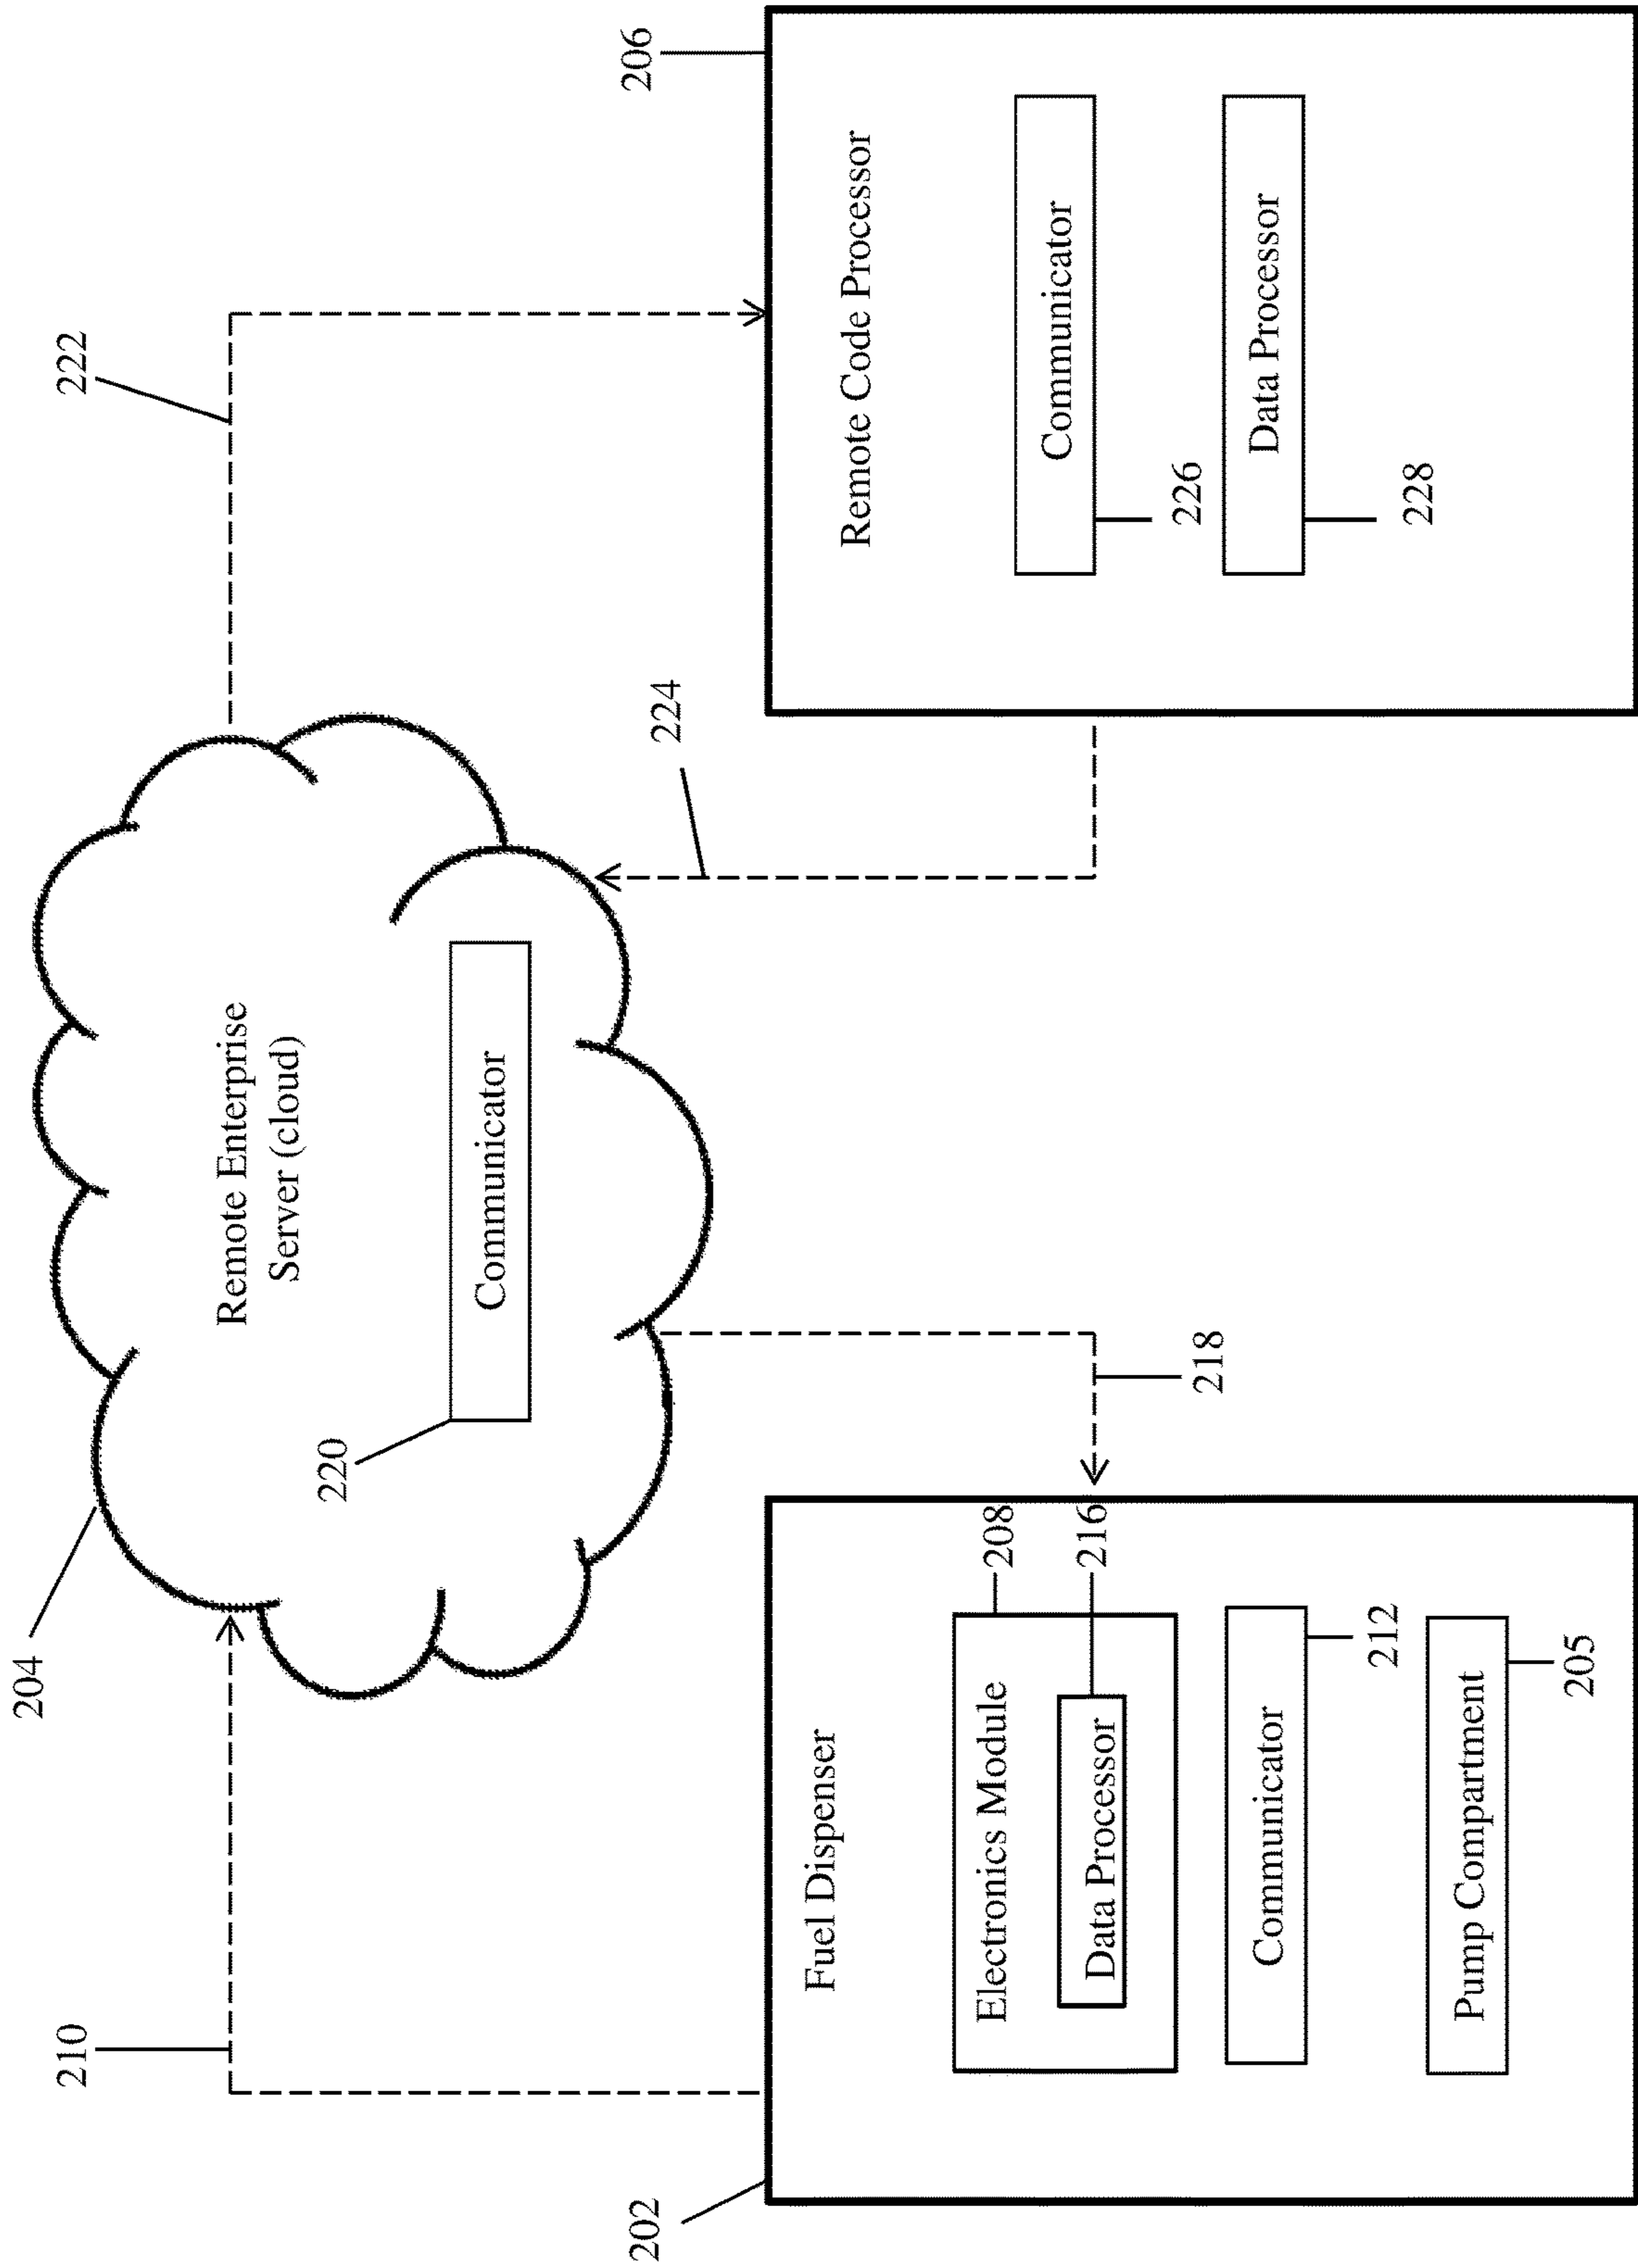 204
Remote Enterprise
Server (cloud)
220
Communicator
210
222
224
218
202
Fuel Dispenser
Electronics Module
208
Data Processor
216
Communicator
212
Pump Compartment
205
206
Remote Code Processor
Communicator
226
Data Processor
228